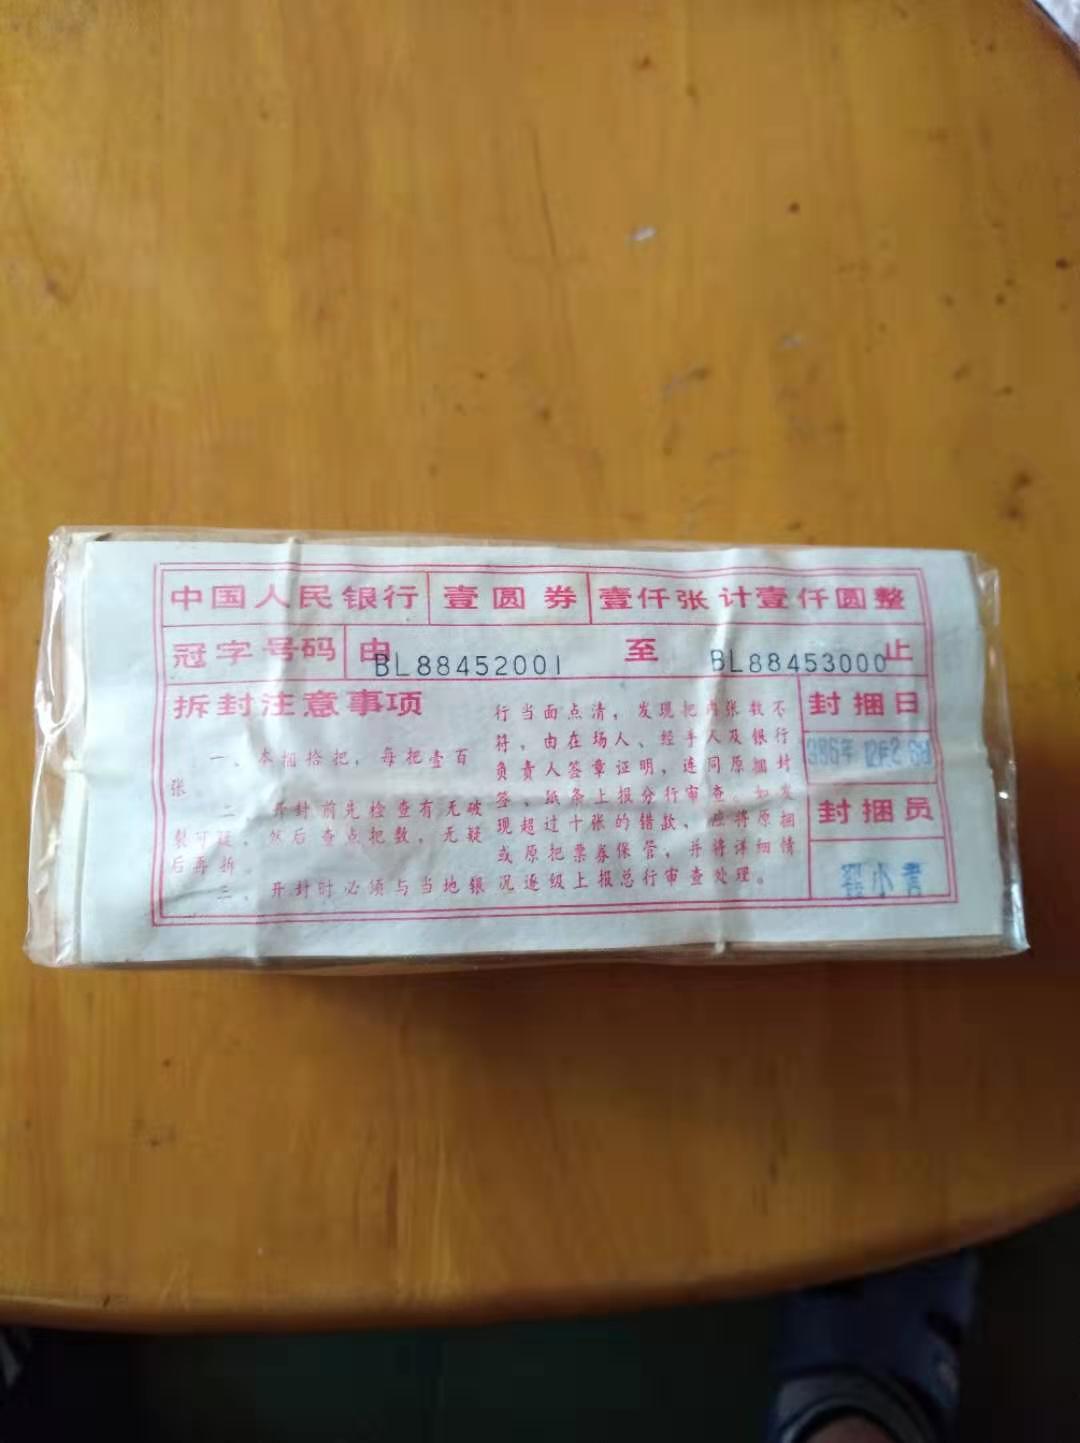 中国人民银行 壹圆券 壹仟张计壹仟圆整
冠字号码 由 BL88452001 至 BL88453000 止
拆封注意事项
一、本捆拾把，每把壹百
张。
二、开封前先检查有无破
裂可疑，然后查点把数，无疑
后再拆。
三、开封时必须与当地银
行当面点清，发现把内张数不
符，由在场人、经手人及银行
负责人签章证明，连同原捆封
签、纸条上报分行审查。如发
现超过十张的错款，应将原捆
或原把票券保管，并将详细情
况逐级上报总行审查处理。
封捆日
封捆员